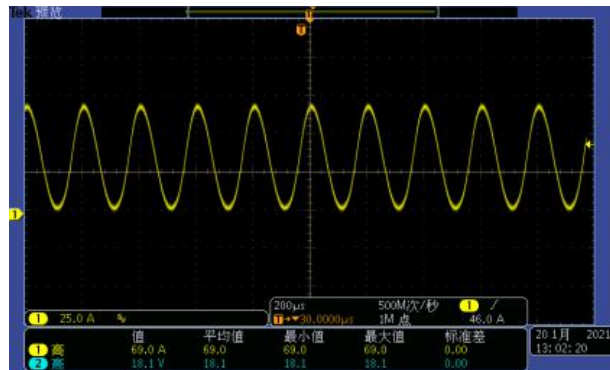 Tek 预览
T
T
1
200µs 500M次/秒 1 /
1 25.0 A T→▼30.0000µs 1M 点 46.0 A
值 平均值 最小值 最大值 标准差
1 高 69.0 A 69.0 69.0 69.0 0.00
2 高 18.1 V 18.1 18.1 18.1 0.00
20 1月 2021
13:02:20